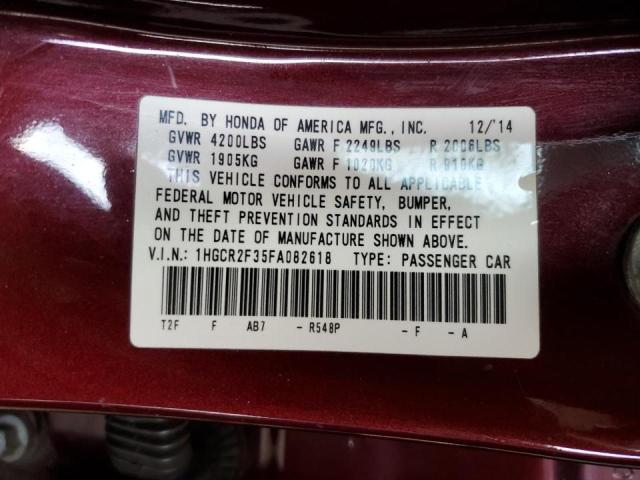 MFD. BY HONDA OF AMERICA MFG., INC. 12/'14
GVWR 4200LBS GAWR F 2249LBS R 2006LBS
GVWR 1905KG GAWR F 1020KG R 910KG
THIS VEHICLE CONFORMS TO ALL APPLICABLE
FEDERAL MOTOR VEHICLE SAFETY, BUMPER,
AND THEFT PREVENTION STANDARDS IN EFFECT
ON THE DATE OF MANUFACTURE SHOWN ABOVE.
V.I.N.: 1HGCR2F35FA082618 TYPE: PASSENGER CAR
T2F F AB7 - R548P - F - A